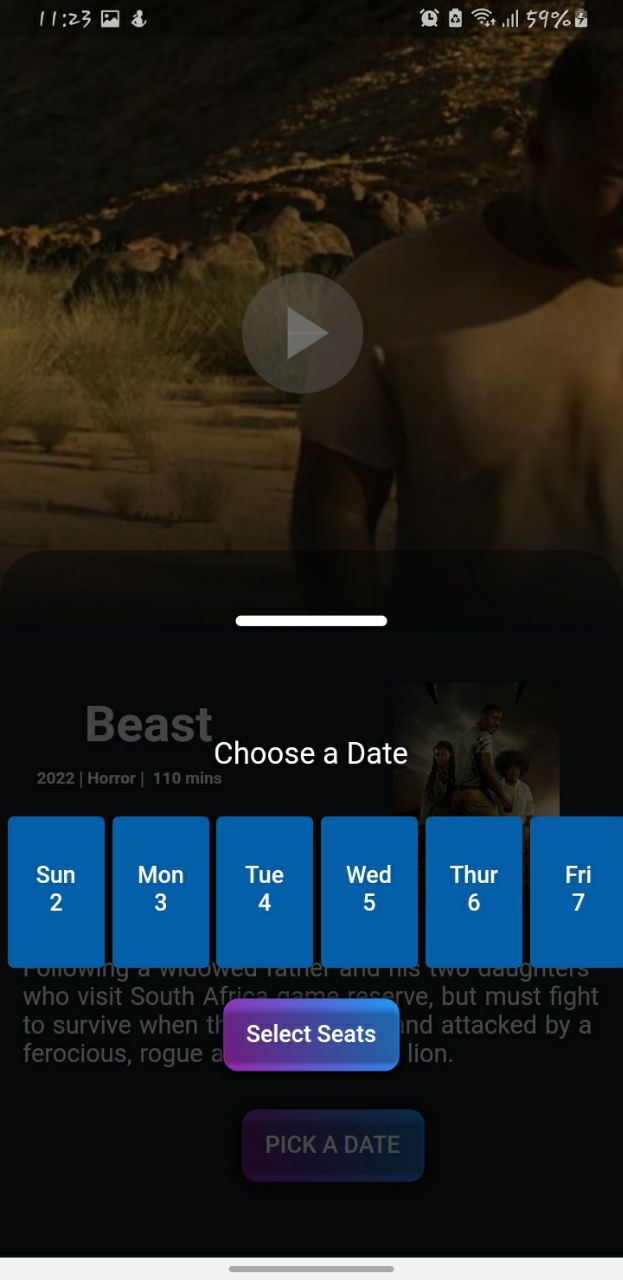 11:23
59%
Beast
Choose a Date
2022 | Horror | 110 mins
Sun Mon Tue Wed Thur Fri
2 3 4 5 6 7
Following a widowed father and his two daughters
who visit South Africa game reserve, but must fight
to survive when th and attacked by a
Select Seats
ferocious, rogue a lion.
PICK A DATE